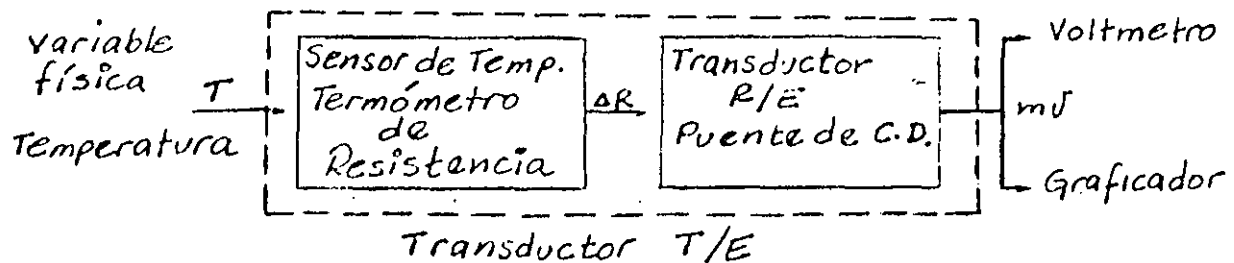 variable
física
Temperatura
T
Sensor de Temp.
Termómetro
de
Resistencia
ΔR
Transductor
R/E
Puente de C.D.
Voltmetro
mV
Graficador
Transductor T/E